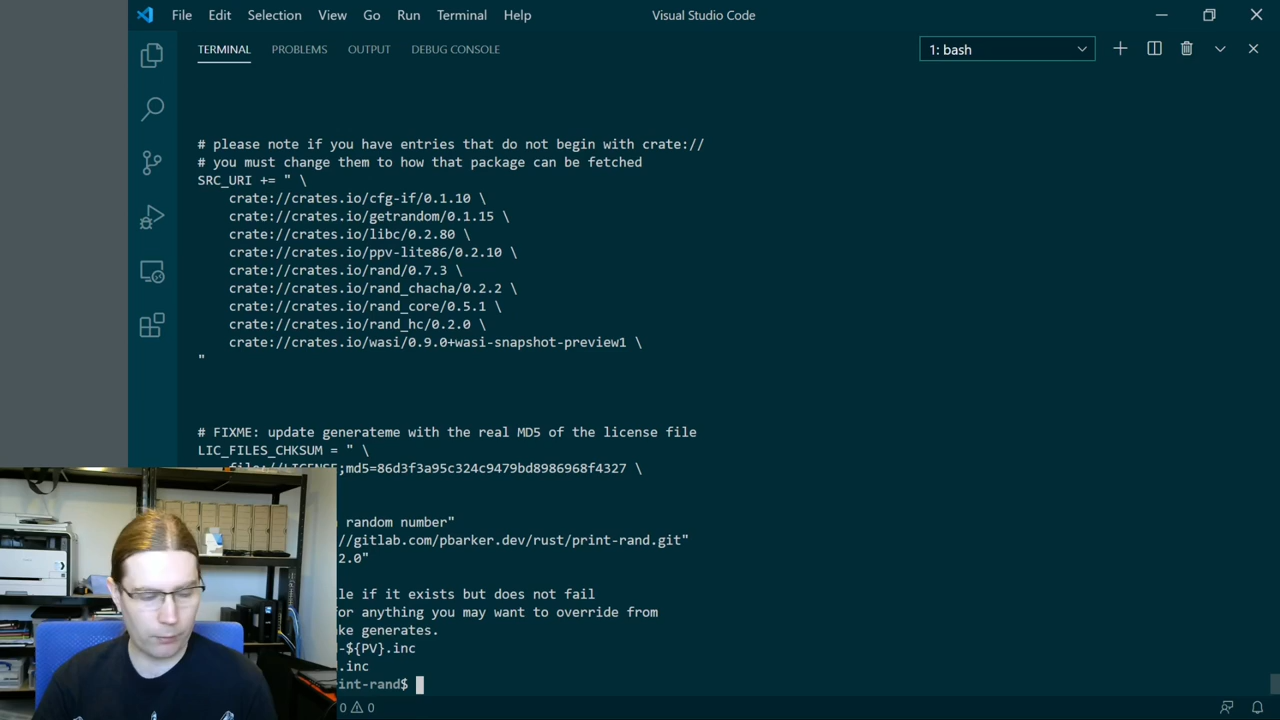 File Edit Selection View Go Run Terminal Help Visual Studio Code
TERMINAL PROBLEMS OUTPUT DEBUG CONSOLE 1: bash
# please note if you have entries that do not begin with crate://
# you must change them to how that package can be fetched
SRC_URI += " \
crate://crates.io/cfg-if/0.1.10 \
crate://crates.io/getrandom/0.1.15 \
crate://crates.io/libc/0.2.80 \
crate://crates.io/ppv-lite86/0.2.10 \
crate://crates.io/rand/0.7.3 \
crate://crates.io/rand_chacha/0.2.2 \
crate://crates.io/rand_core/0.5.1 \
crate://crates.io/rand_hc/0.2.0 \
crate://crates.io/wasi/0.9.0+wasi-snapshot-preview1 \
"
# FIXME: update generateme with the real MD5 of the license file
LIC_FILES_CHKSUM = " \
file://LICENSE;md5=86d3f3a95c324c9479bd8986968f4327 \
random number"
//gitlab.com/pbarker.dev/rust/print-rand.git"
2.0"
le if it exists but does not fail
or anything you may want to override from
ke generates.
-${PV}.inc
.inc
int-rand$
0 0